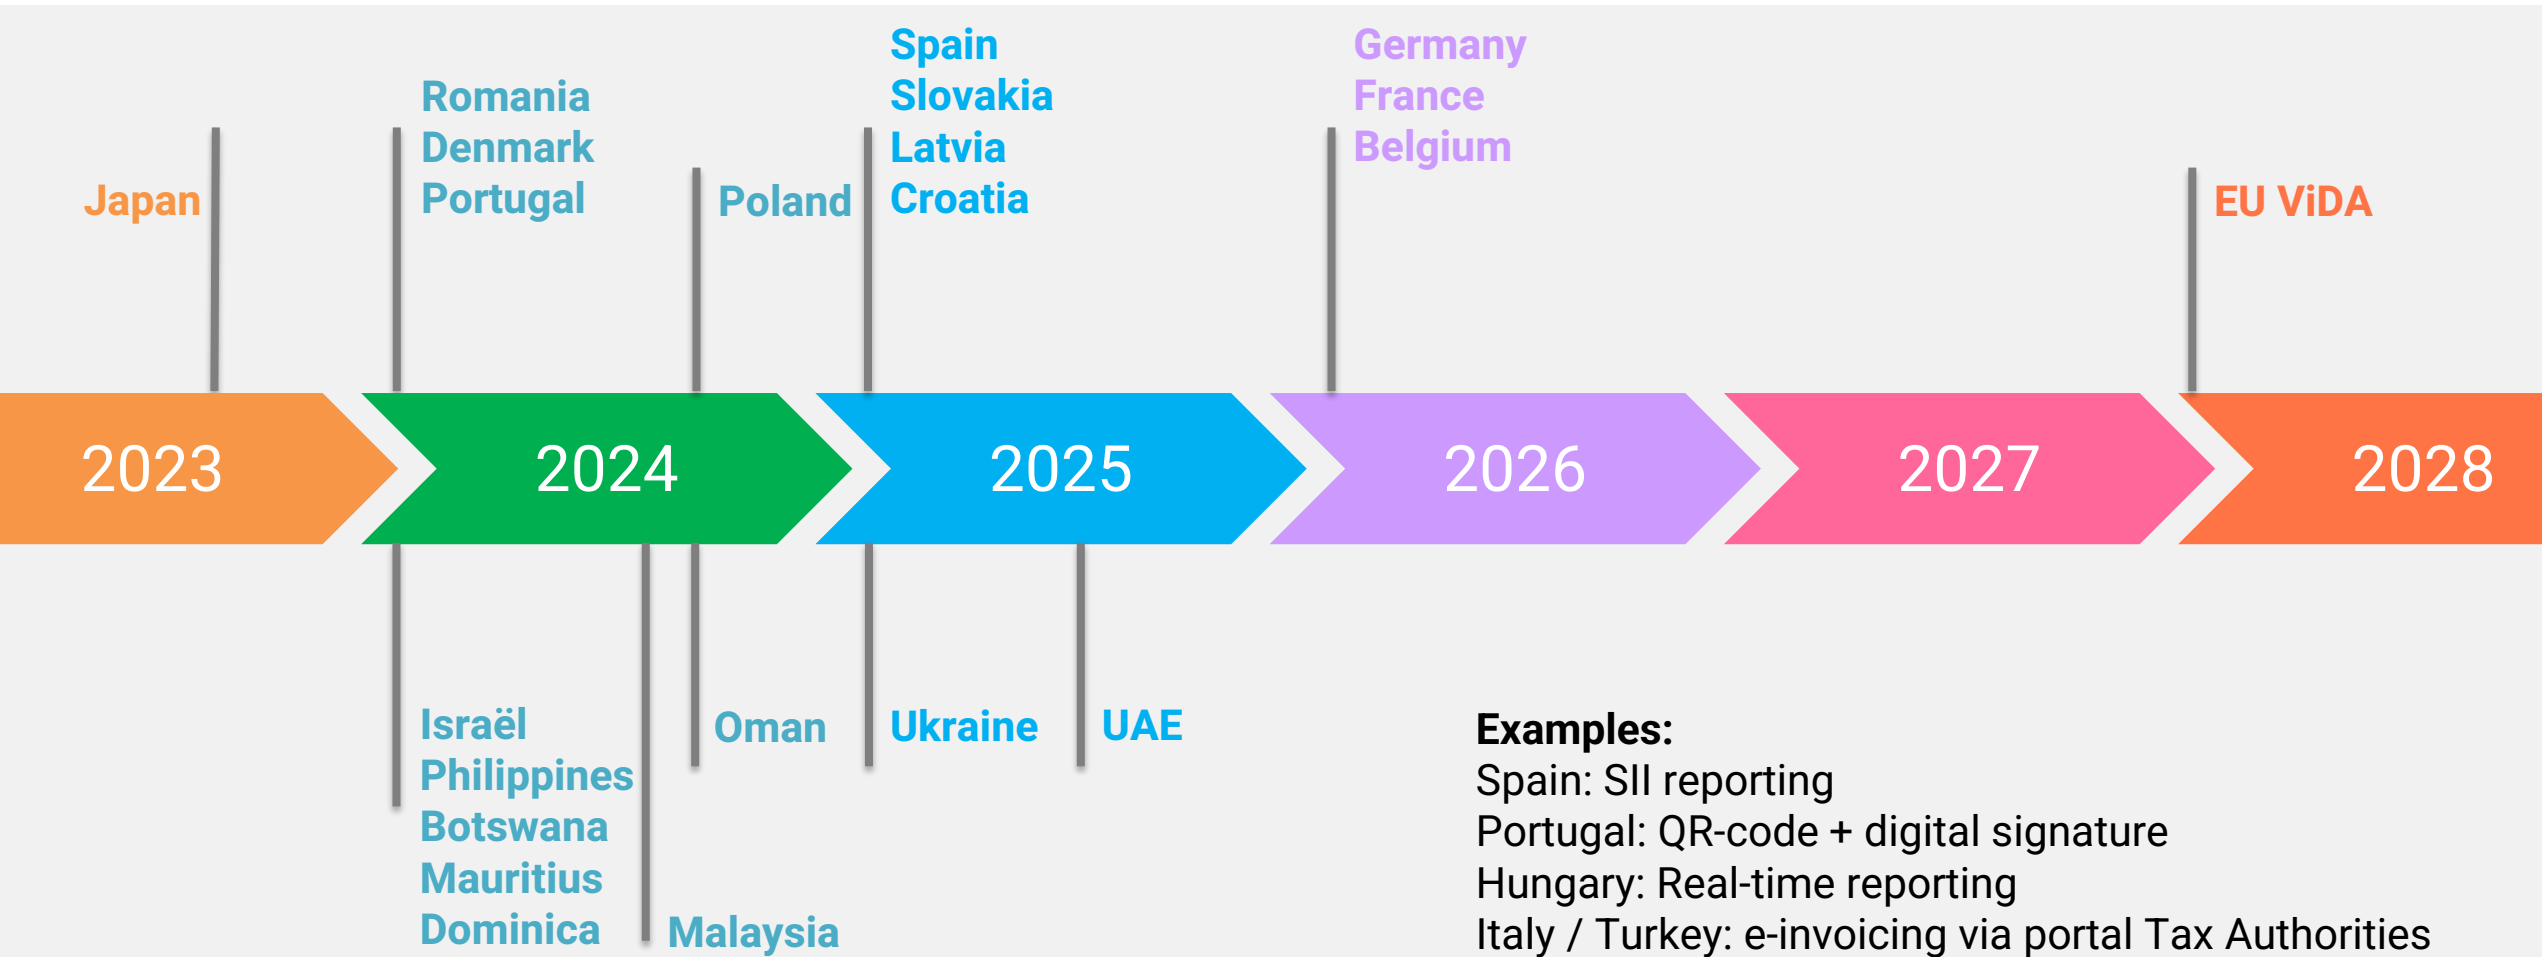 Spain
Slovakia
Latvia
Croatia
Germany
France
Belgium
Romania
Denmark
Portugal
Japan
Poland
EU ViDA
2023
2024
2025
2026
2027
2028
Israël
Philippines
Botswana
Mauritius
Dominica
Malaysia
Oman
Ukraine
UAE
Examples:
Spain: SII reporting
Portugal: QR-code + digital signature
Hungary: Real-time reporting
Italy / Turkey: e-invoicing via portal Tax Authorities